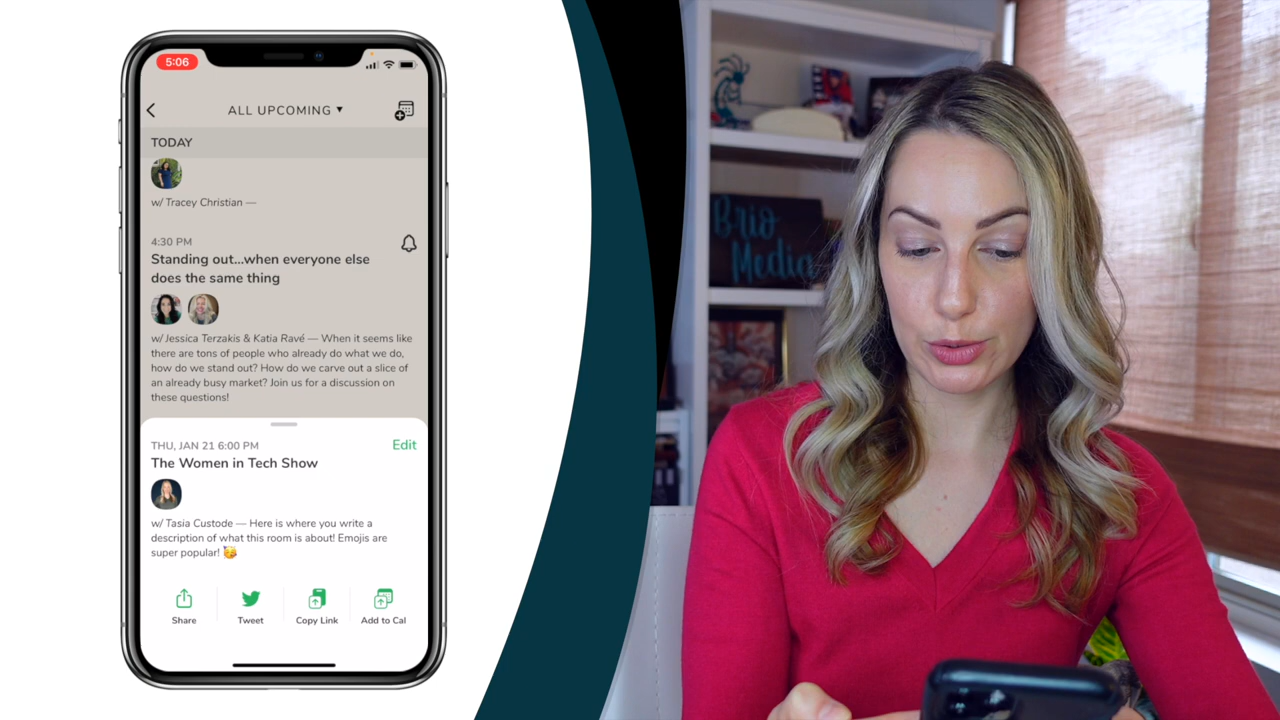 5:06
ALL UPCOMING ▼
TODAY
w/ Tracey Christian —
4:30 PM
Standing out...when everyone else
does the same thing
w/ Jessica Terzakis & Katia Ravé — When it seems like
there are tons of people who already do what we do,
how do we stand out? How do we carve out a slice of
an already busy market? Join us for a discussion on
these questions!
THU, JAN 21 6:00 PM
Edit
The Women in Tech Show
w/ Tasia Custode — Here is where you write a
description of what this room is about! Emojis are
super popular! 🥳
Share
Tweet
Copy Link
Add to Cal
Brio
Media